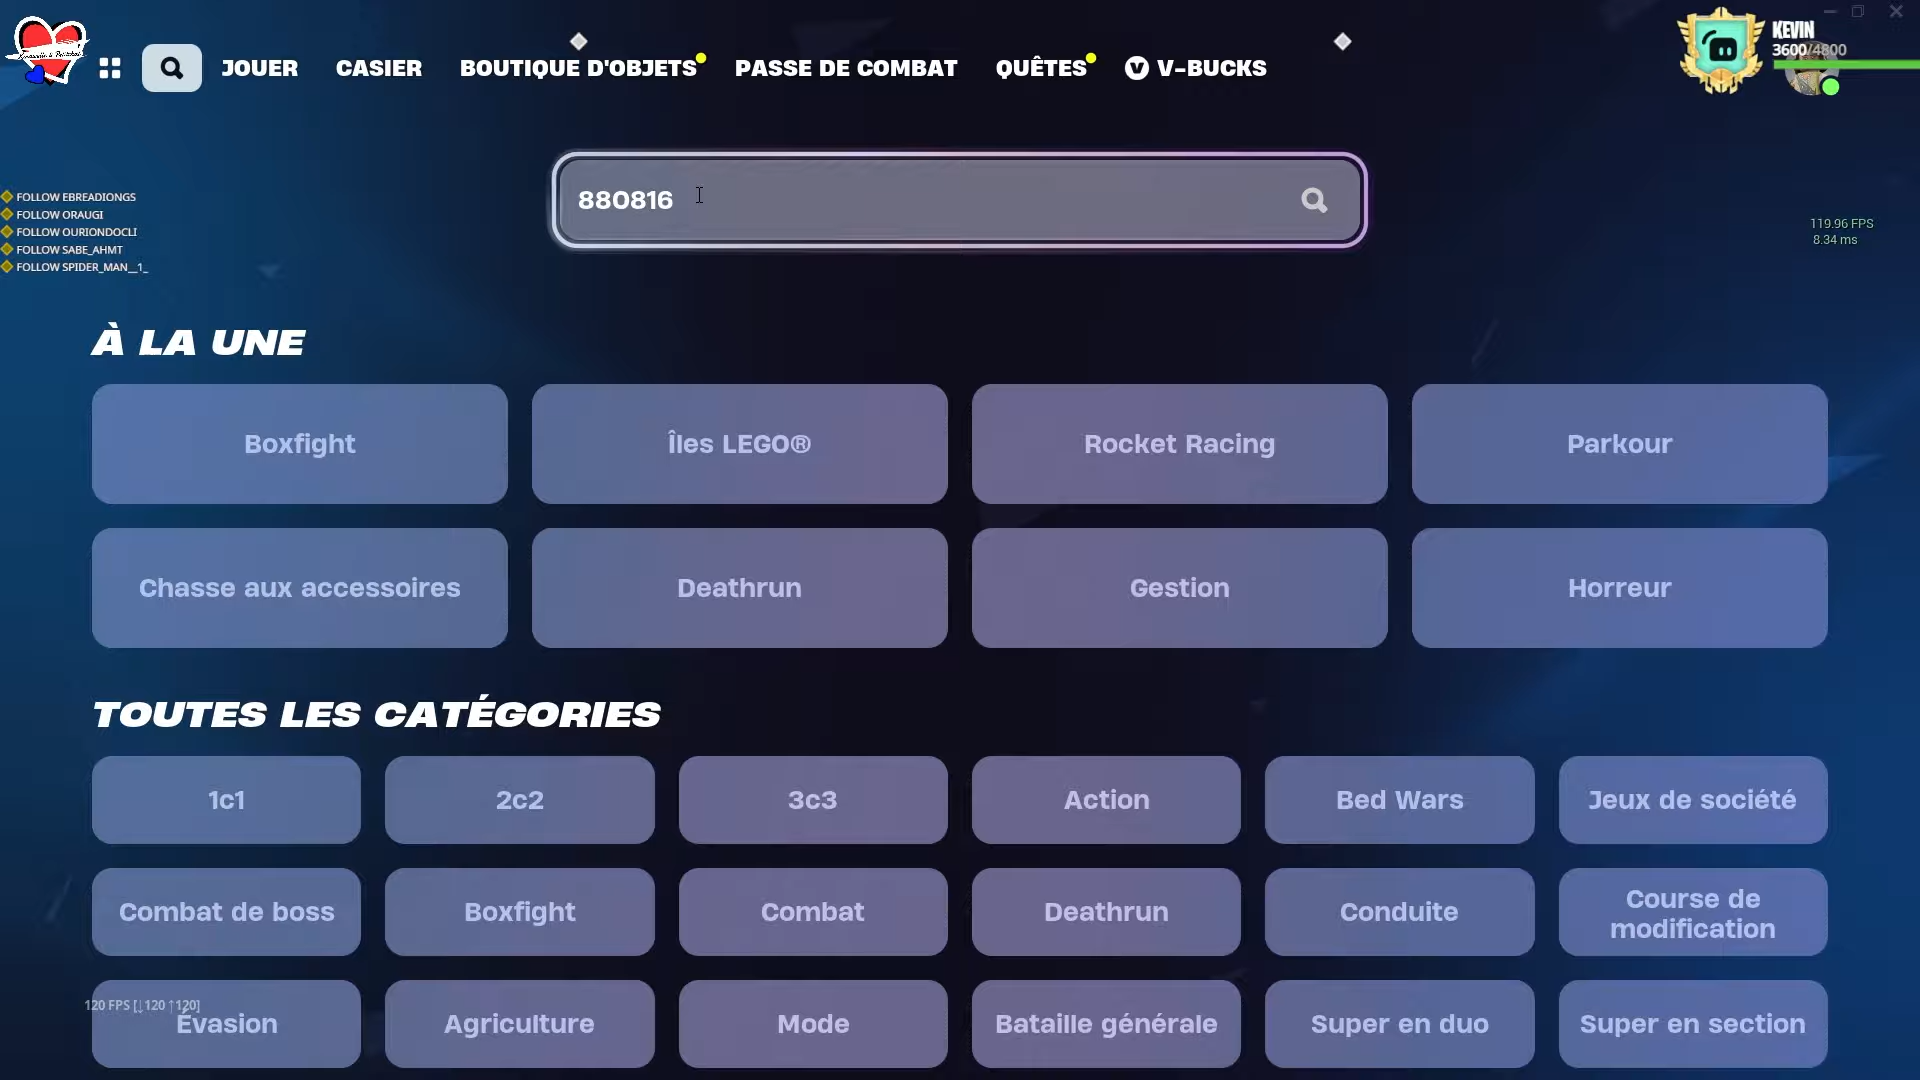 KEVIN
3600/4800
JOUER
CASIER
BOUTIQUE D'OBJETS
PASSE DE COMBAT
QUÊTES
V-BUCKS
880816
FOLLOW EBREADIONGS
FOLLOW ORAUGI
FOLLOW OURIONDOCLI
FOLLOW SABE_AHMT
FOLLOW SPIDER_MAN__1_
119.96 FPS
8.34 ms
À LA UNE
Boxfight
Îles LEGO®
Rocket Racing
Parkour
Chasse aux accessoires
Deathrun
Gestion
Horreur
TOUTES LES CATÉGORIES
1c1
2c2
3c3
Action
Bed Wars
Jeux de société
Combat de boss
Boxfight
Combat
Deathrun
Conduite
Course de
modification
120 FPS [↓120 ↑120]
Évasion
Agriculture
Mode
Bataille générale
Super en duo
Super en section